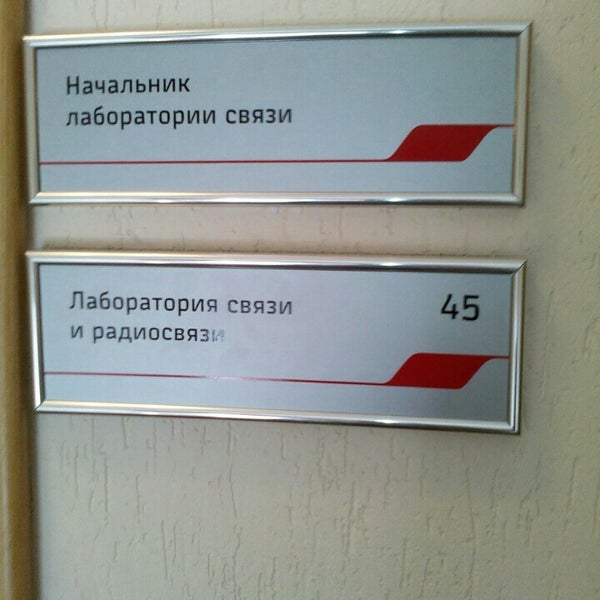 Начальник
лаборатории связи
Лаборатория связи 45
и радиосвязи